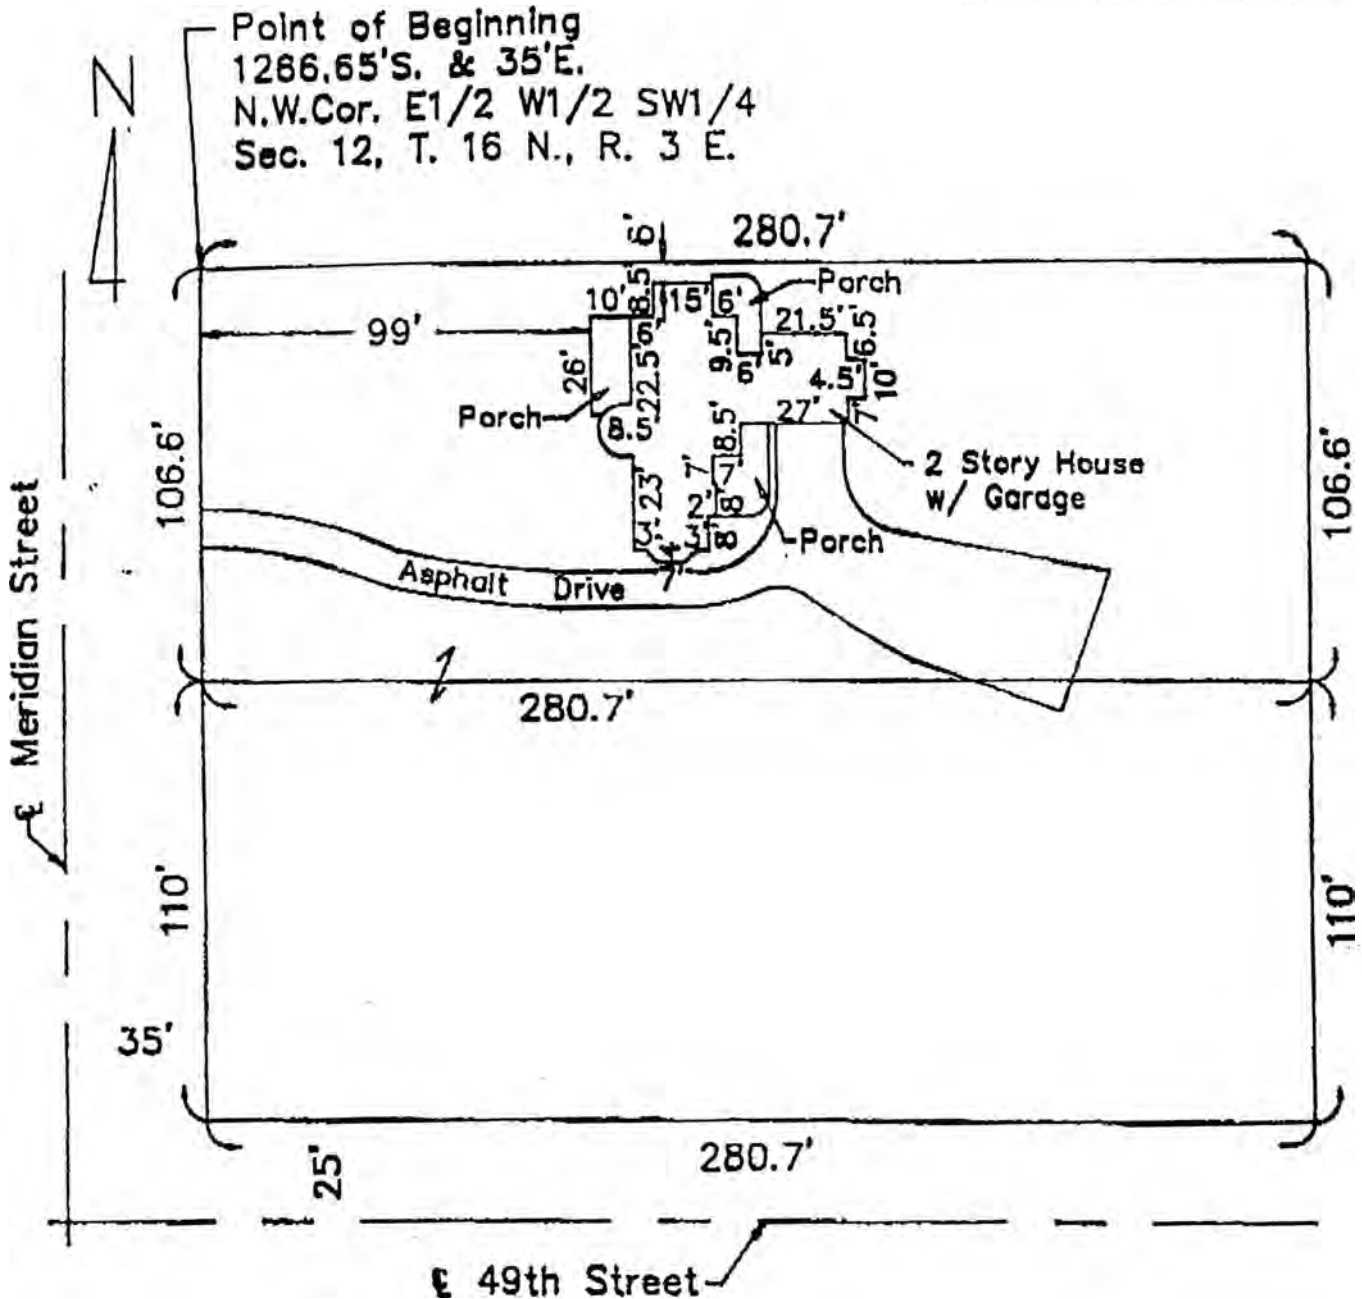 Point of Beginning
1286.65'S. & 35'E.
N.W.Cor. E1/2 W1/2 SW1/4
Sec. 12, T. 16 N., R. 3 E.
N
6'
280.7'
Porch
10'
8.5'
15'
6'
21.5'
99'
6'
9.5'
5'
6.5'
26'
22.5'
6'
4.5'
10'
Porch
8.5'
8.5'
27'
7'
2 Story House
w/ Garage
106.6'
106.6'
7'
7'
23'
2'
8'
3'
3'
8'
Porch
Asphalt Drive
280.7'
℄ Meridian Street
110'
110'
35'
280.7'
25'
℄ 49th Street